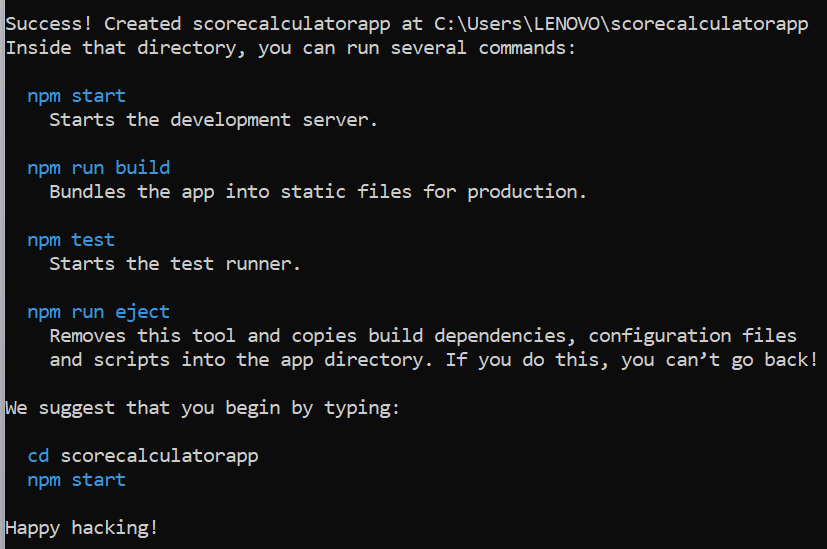 Success! Created scorecalculatorapp at C:\Users\LENOVO\scorecalculatorapp
Inside that directory, you can run several commands:
npm start
Starts the development server.
npm run build
Bundles the app into static files for production.
npm test
Starts the test runner.
npm run eject
Removes this tool and copies build dependencies, configuration files
and scripts into the app directory. If you do this, you can’t go back!
We suggest that you begin by typing:
cd scorecalculatorapp
npm start
Happy hacking!